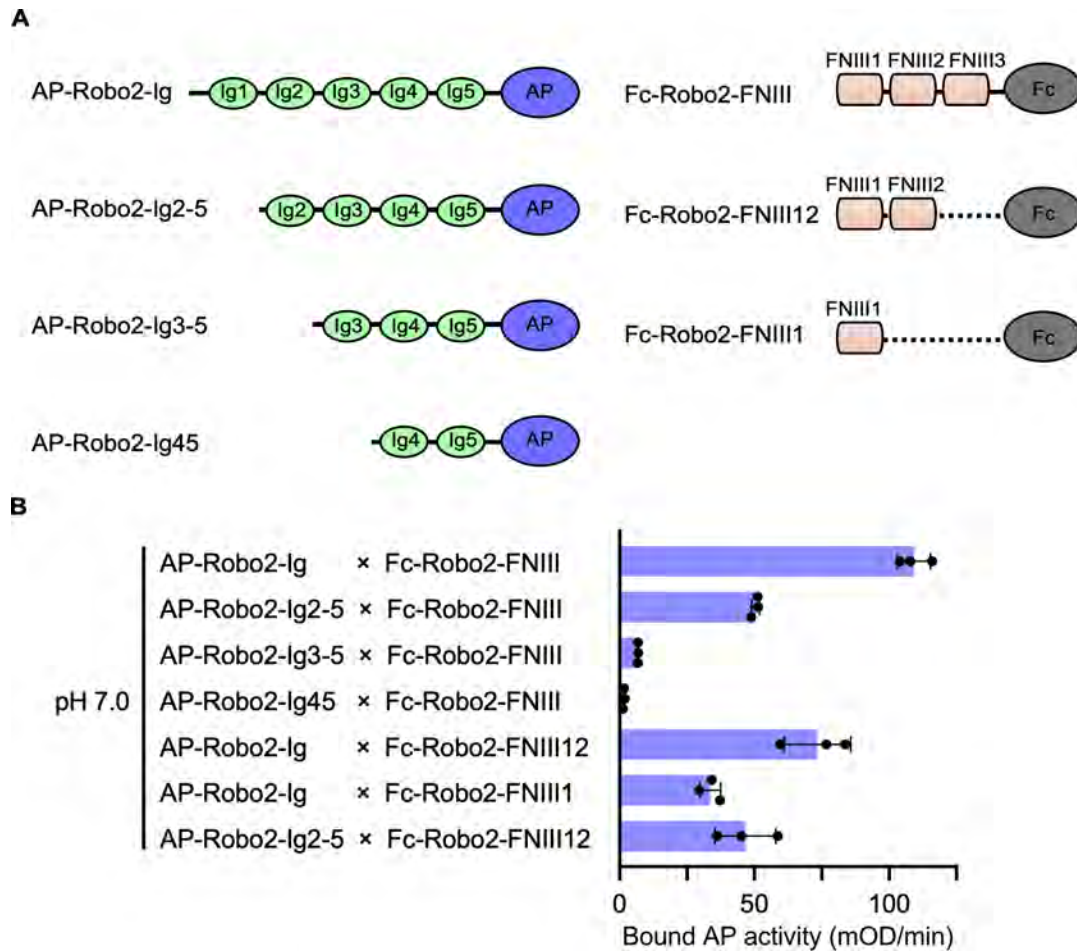 A
AP-Robo2-Ig Ig1 Ig2 Ig3 Ig4 Ig5 AP
Fc-Robo2-FNIII FNIII1 FNIII2 FNIII3 Fc
AP-Robo2-Ig2-5 Ig2 Ig3 Ig4 Ig5 AP
Fc-Robo2-FNIII12 FNIII1 FNIII2 Fc
AP-Robo2-Ig3-5 Ig3 Ig4 Ig5 AP
Fc-Robo2-FNIII1 FNIII1 Fc
AP-Robo2-Ig45 Ig4 Ig5 AP
B
pH 7.0
AP-Robo2-Ig × Fc-Robo2-FNIII
AP-Robo2-Ig2-5 × Fc-Robo2-FNIII
AP-Robo2-Ig3-5 × Fc-Robo2-FNIII
AP-Robo2-Ig45 × Fc-Robo2-FNIII
AP-Robo2-Ig × Fc-Robo2-FNIII12
AP-Robo2-Ig × Fc-Robo2-FNIII1
AP-Robo2-Ig2-5 × Fc-Robo2-FNIII12
0 50 100
Bound AP activity (mOD/min)